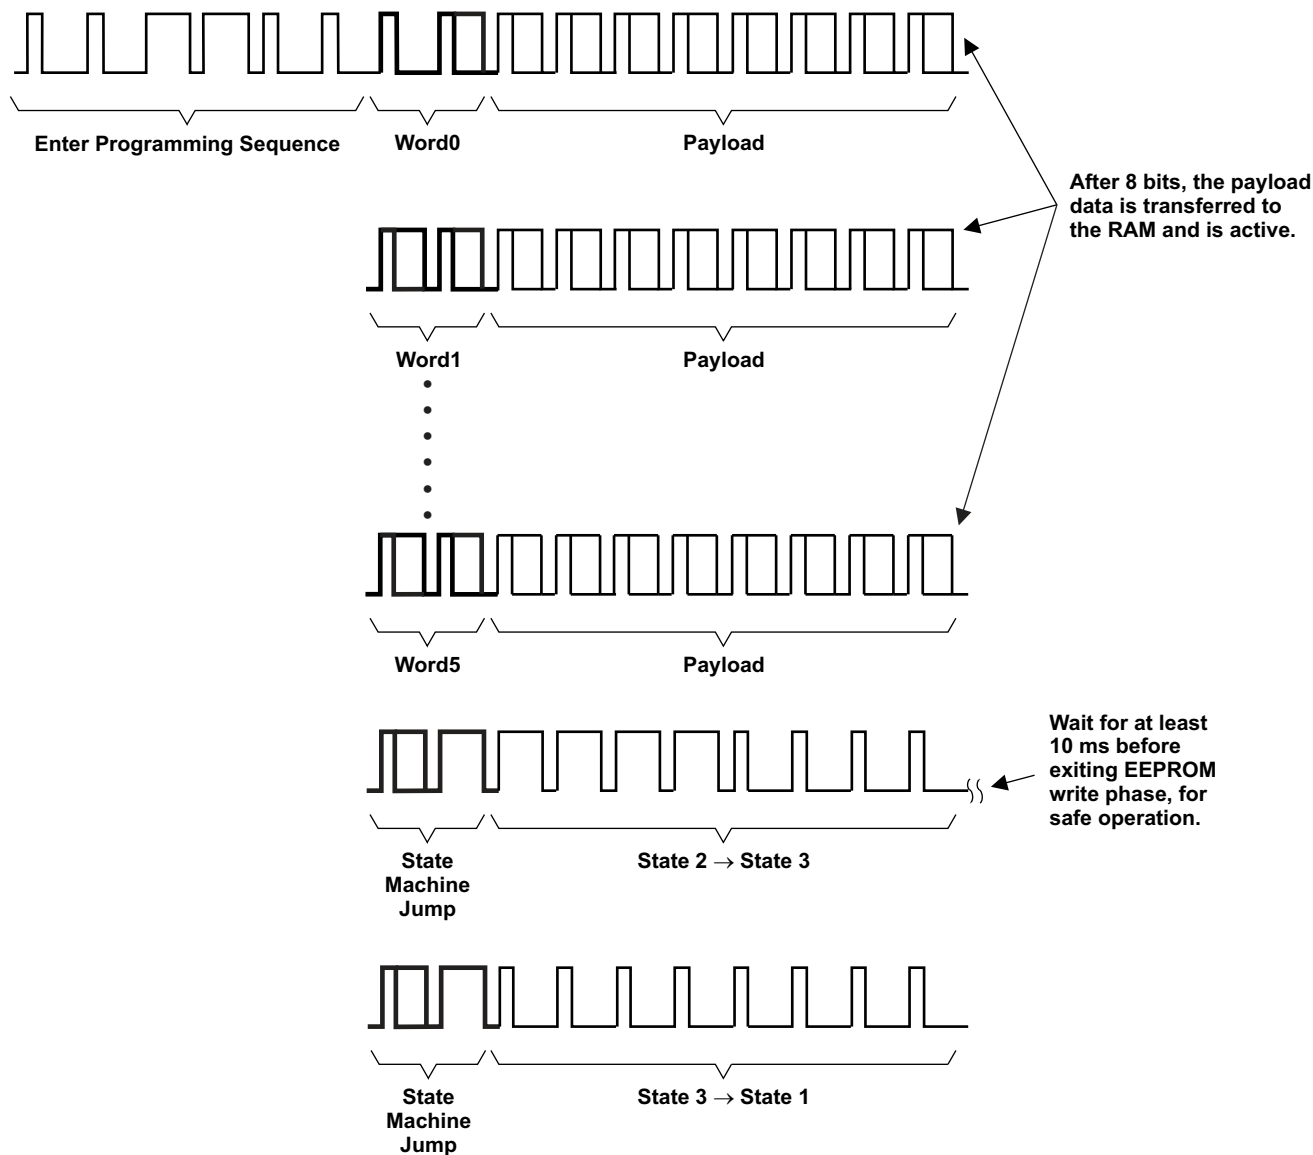 Enter Programming Sequence
Word0
Payload
After 8 bits, the payload
data is transferred to
the RAM and is active.
Word1
Payload
Word5
Payload
Wait for at least
10 ms before
exiting EEPROM
write phase, for
safe operation.
State
Machine
Jump
State 2 → State 3
State
Machine
Jump
State 3 → State 1